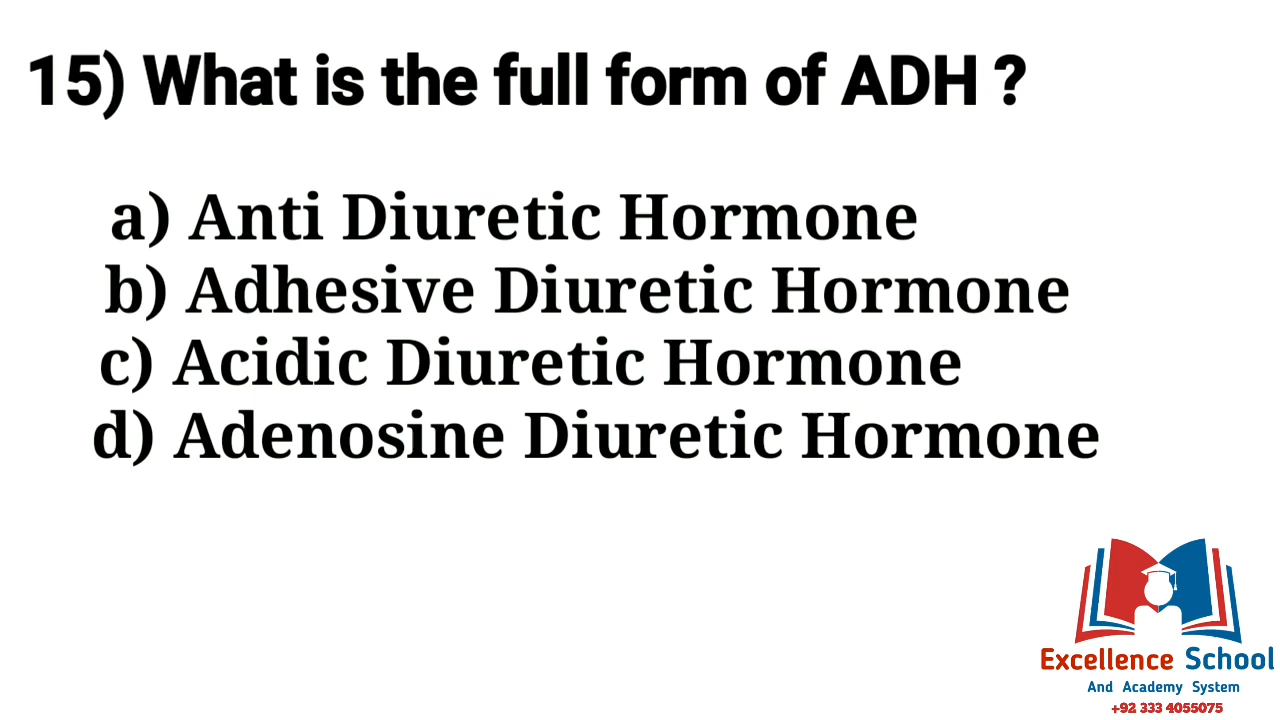 15) What is the full form of ADH ?
a) Anti Diuretic Hormone
b) Adhesive Diuretic Hormone
c) Acidic Diuretic Hormone
d) Adenosine Diuretic Hormone
Excellence School
And Academy System
+92 333 4055075